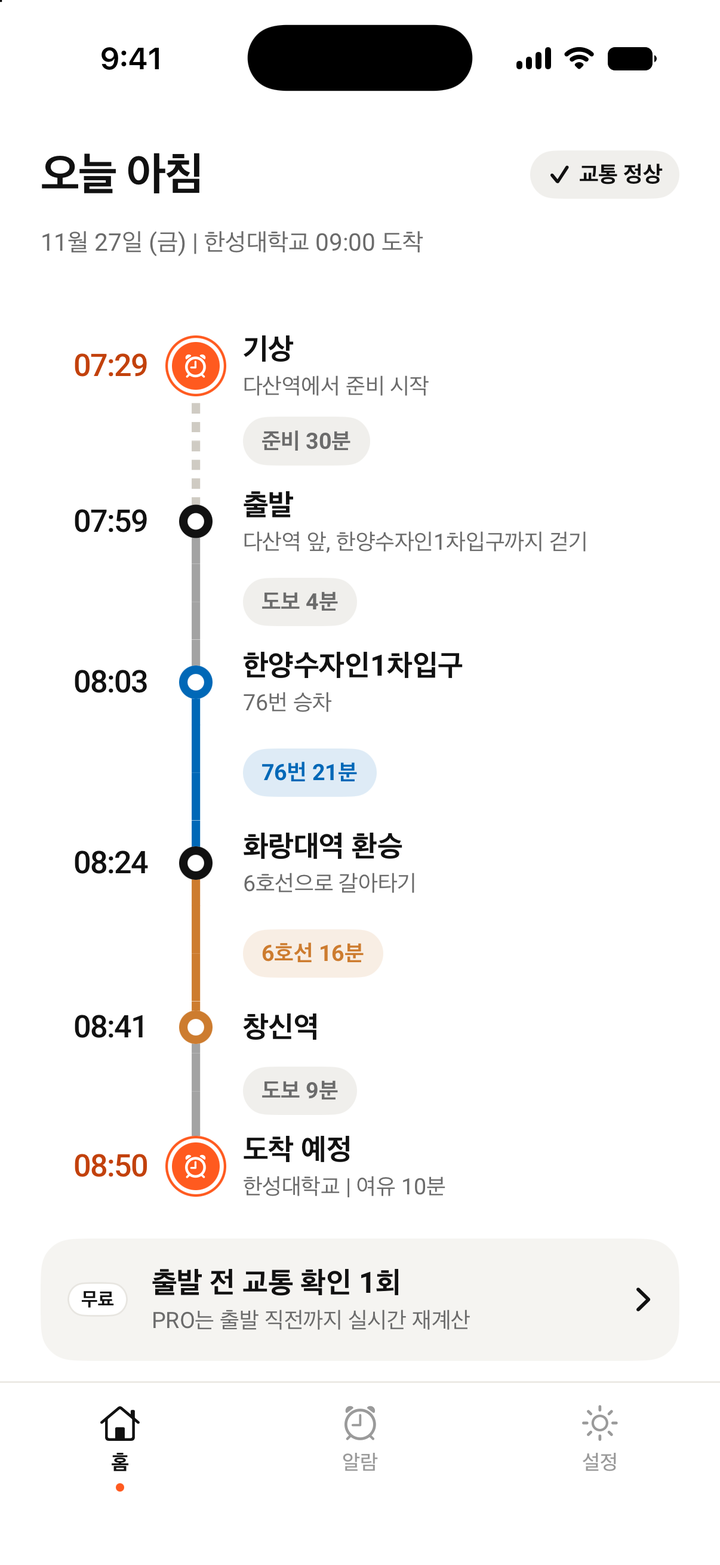 9:41
오늘 아침
교통 정상
11월 27일 (금) | 한성대학교 09:00 도착
07:29
기상
다산역에서 준비 시작
준비 30분
07:59
출발
다산역 앞, 한양수자인1차입구까지 걷기
도보 4분
08:03
한양수자인1차입구
76번 승차
76번 21분
08:24
화랑대역 환승
6호선으로 갈아타기
6호선 16분
08:41
창신역
도보 9분
08:50
도착 예정
한성대학교 | 여유 10분
무료
출발 전 교통 확인 1회
PRO는 출발 직전까지 실시간 재계산
홈
알람
설정